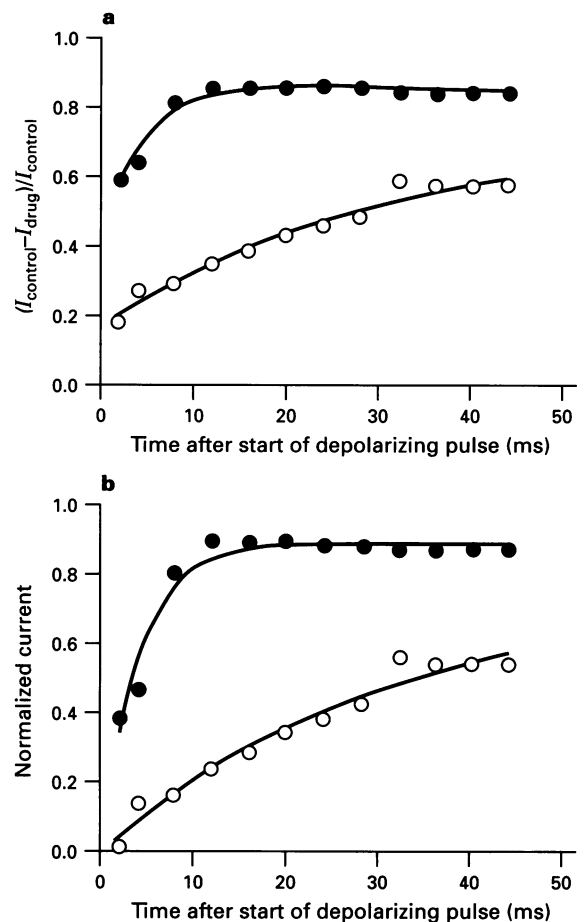 a
1.0
0.8
0.6
0.4
0.2
0.0
(Icontrol–Idrug)/Icontrol
0 10 20 30 40 50
Time after start of depolarizing pulse (ms)
b
1.0
0.8
0.6
0.4
0.2
0.0
Normalized current
0 10 20 30 40 50
Time after start of depolarizing pulse (ms)